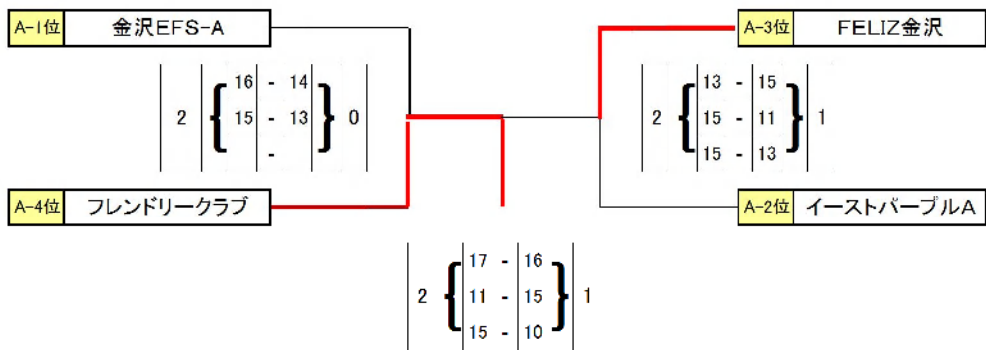 A-1位 金沢EFS-A
A-3位 FELIZ金沢
2 { 16 - 14 } 0
15 - 13
-
2 { 13 - 15 } 1
15 - 11
15 - 13
A-4位 フレンドリークラブ
A-2位 イーストパープルA
2 { 17 - 16 } 1
11 - 15
15 - 10